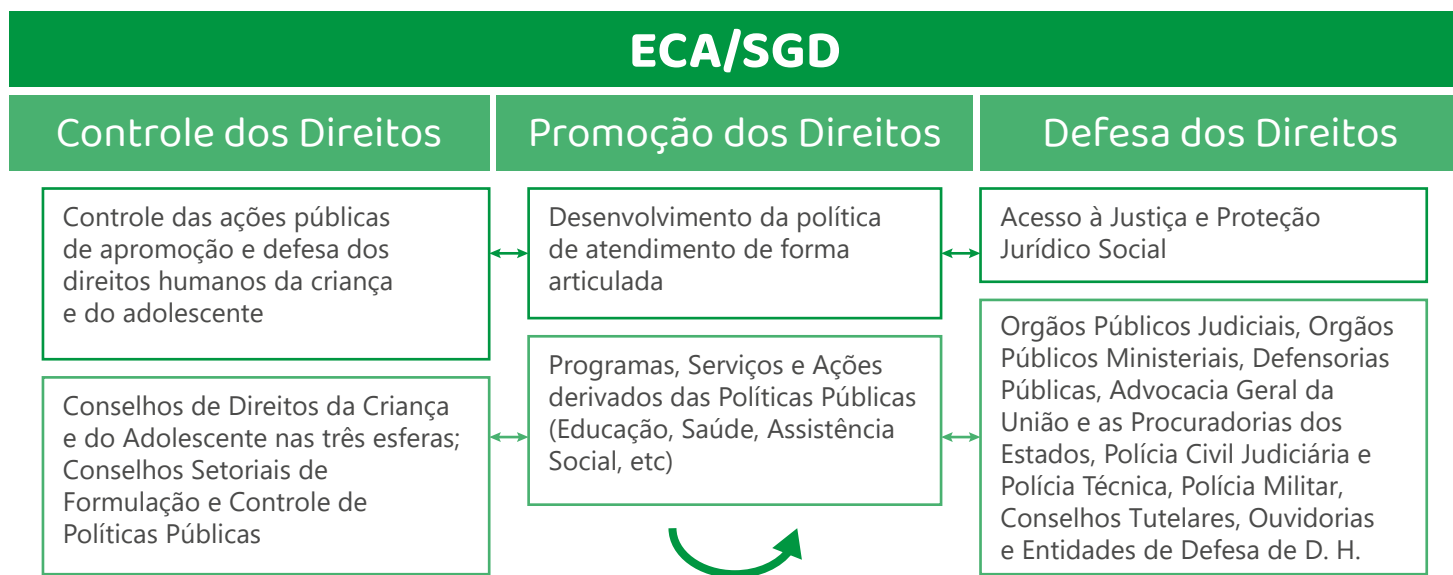 ECA/SGD
Controle dos Direitos
Controle das ações públicas
de apromoção e defesa dos
direitos humanos da criança
e do adolescente
Conselhos de Direitos da Criança
e do Adolescente nas três esferas;
Conselhos Setoriais de
Formulação e Controle de
Políticas Públicas
Promoção dos Direitos
Desenvolvimento da política
de atendimento de forma
articulada
Programas, Serviços e Ações
derivados das Políticas Públicas
(Educação, Saúde, Assistência
Social, etc)
Defesa dos Direitos
Acesso à Justiça e Proteção
Jurídico Social
Orgãos Públicos Judiciais, Orgãos
Públicos Ministeriais, Defensorias
Públicas, Advocacia Geral da
União e as Procuradorias dos
Estados, Polícia Civil Judiciária e
Polícia Técnica, Polícia Militar,
Conselhos Tutelares, Ouvidorias
e Entidades de Defesa de D. H.